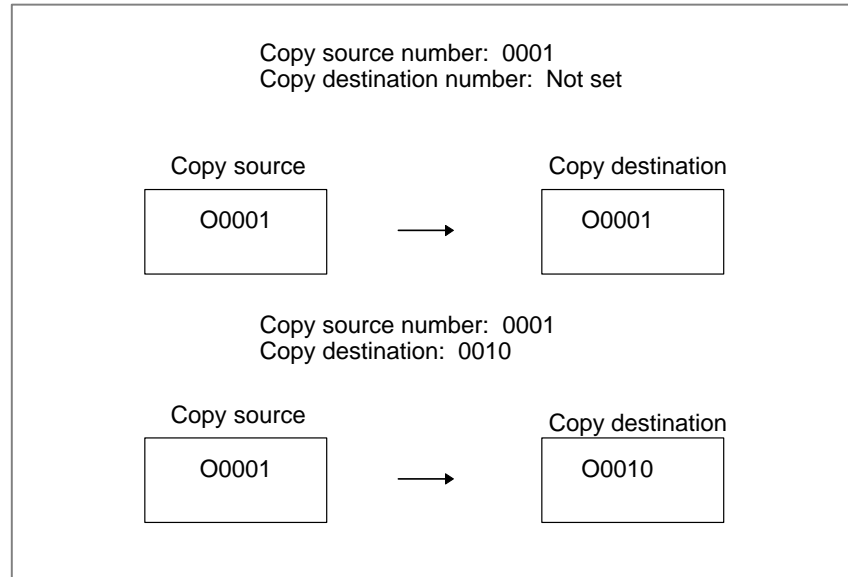 Copy source number: 0001
Copy destination number: Not set
Copy source
Copy destination
O0001
O0001
Copy source number: 0001
Copy destination: 0010
Copy source
Copy destination
O0001
O0010